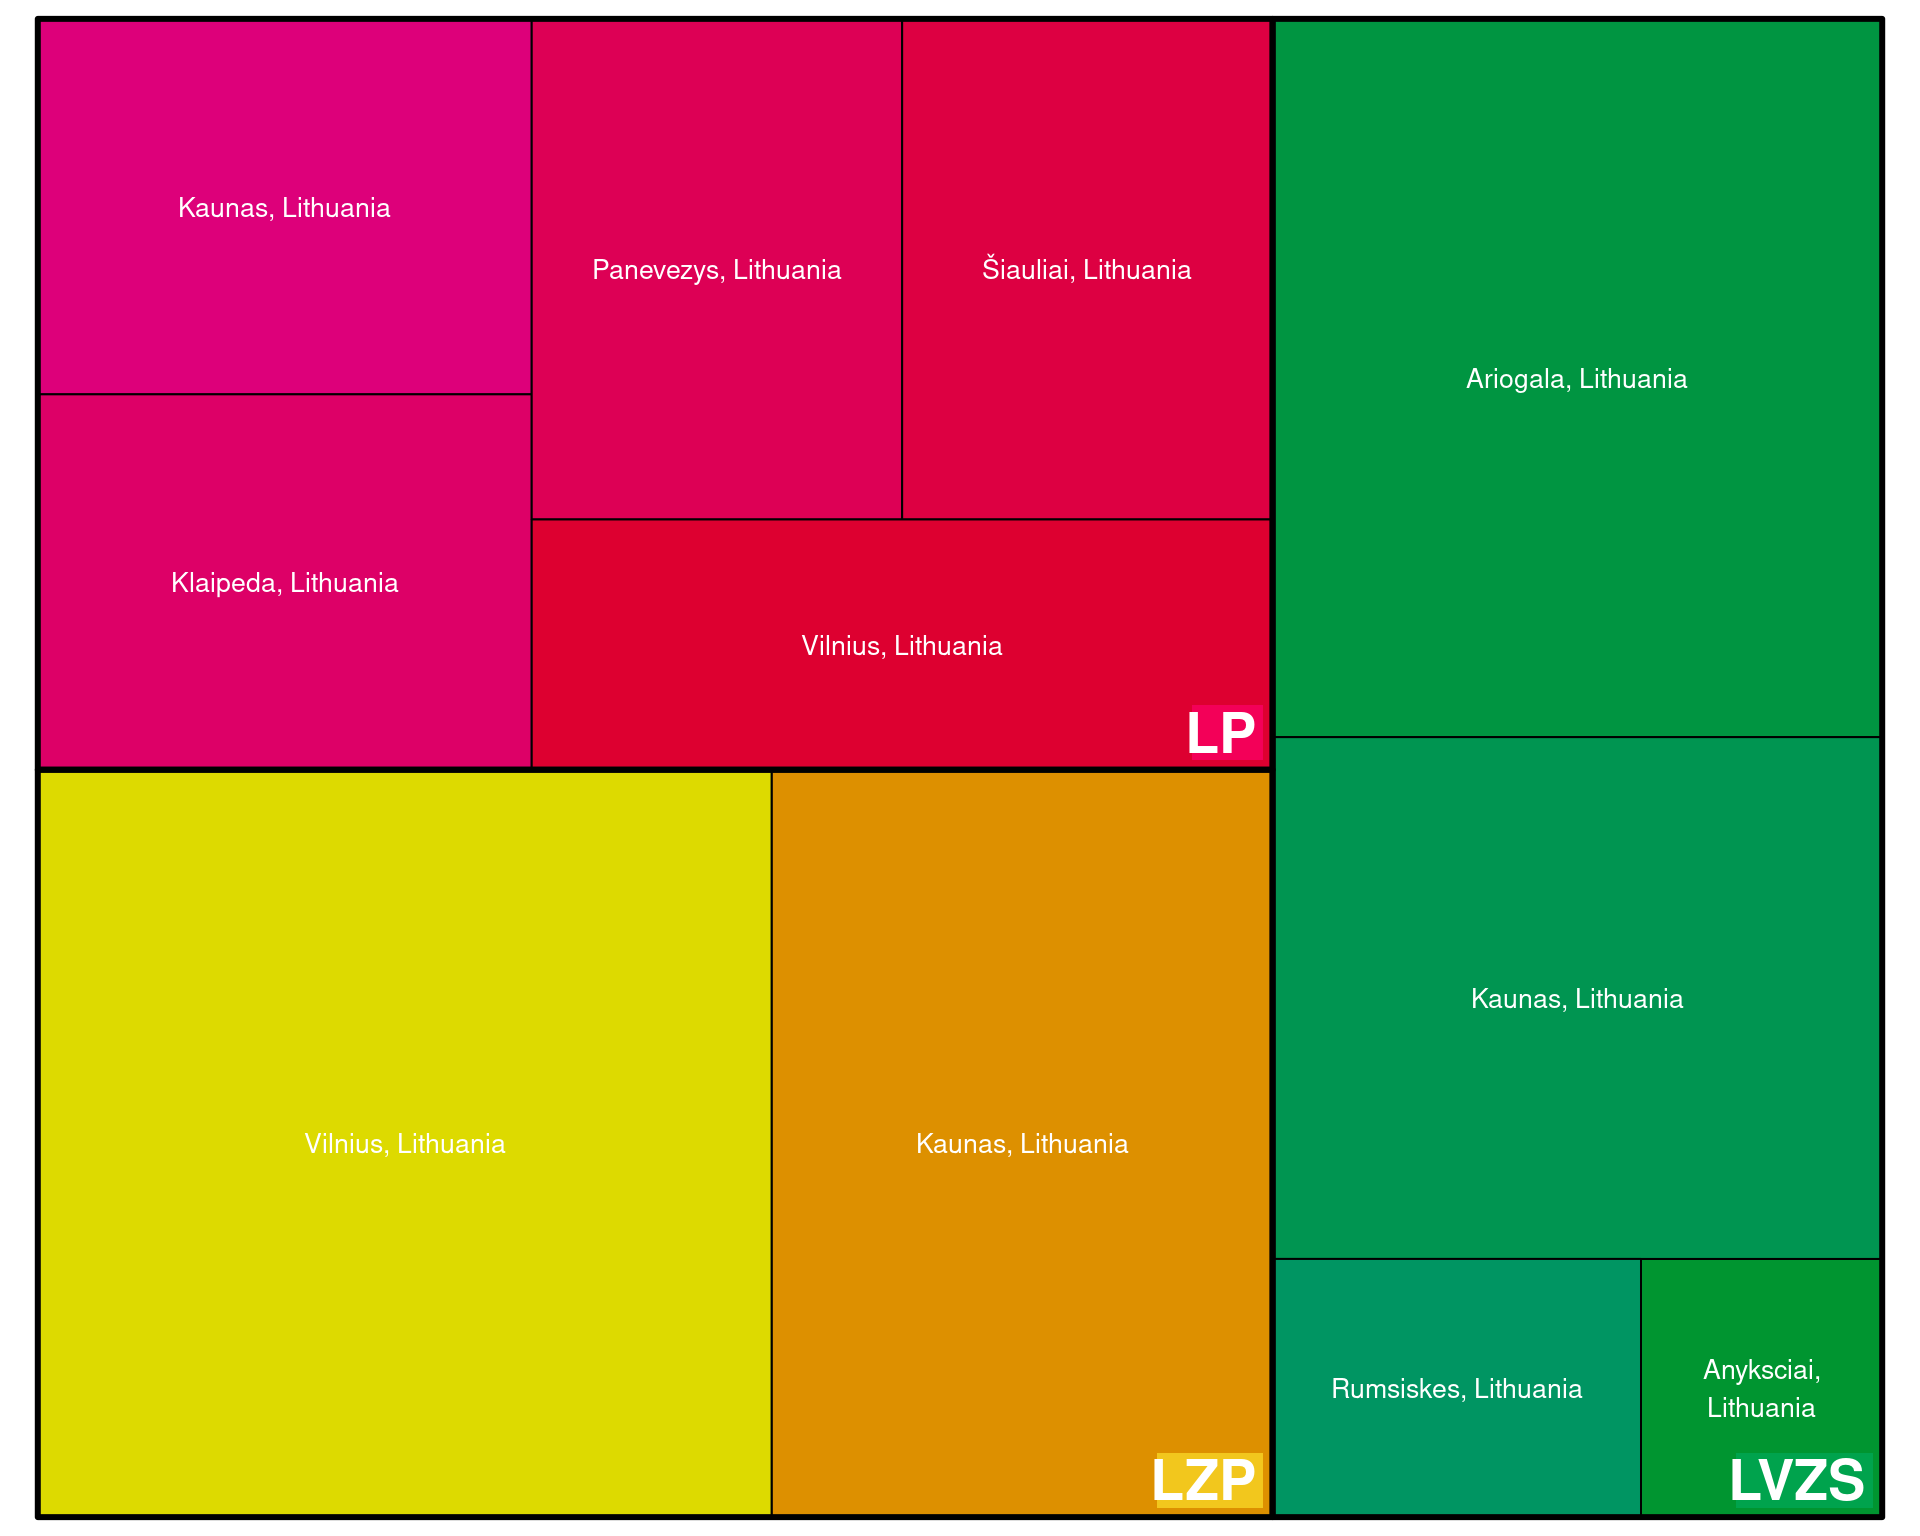 Kaunas, Lithuania
Panevezys, Lithuania
Šiauliai, Lithuania
Klaipeda, Lithuania
Vilnius, Lithuania
LP
Vilnius, Lithuania
Kaunas, Lithuania
LZP
Ariogala, Lithuania
Kaunas, Lithuania
Rumsiskes, Lithuania
Anyksciai,
Lithuania
LVZS